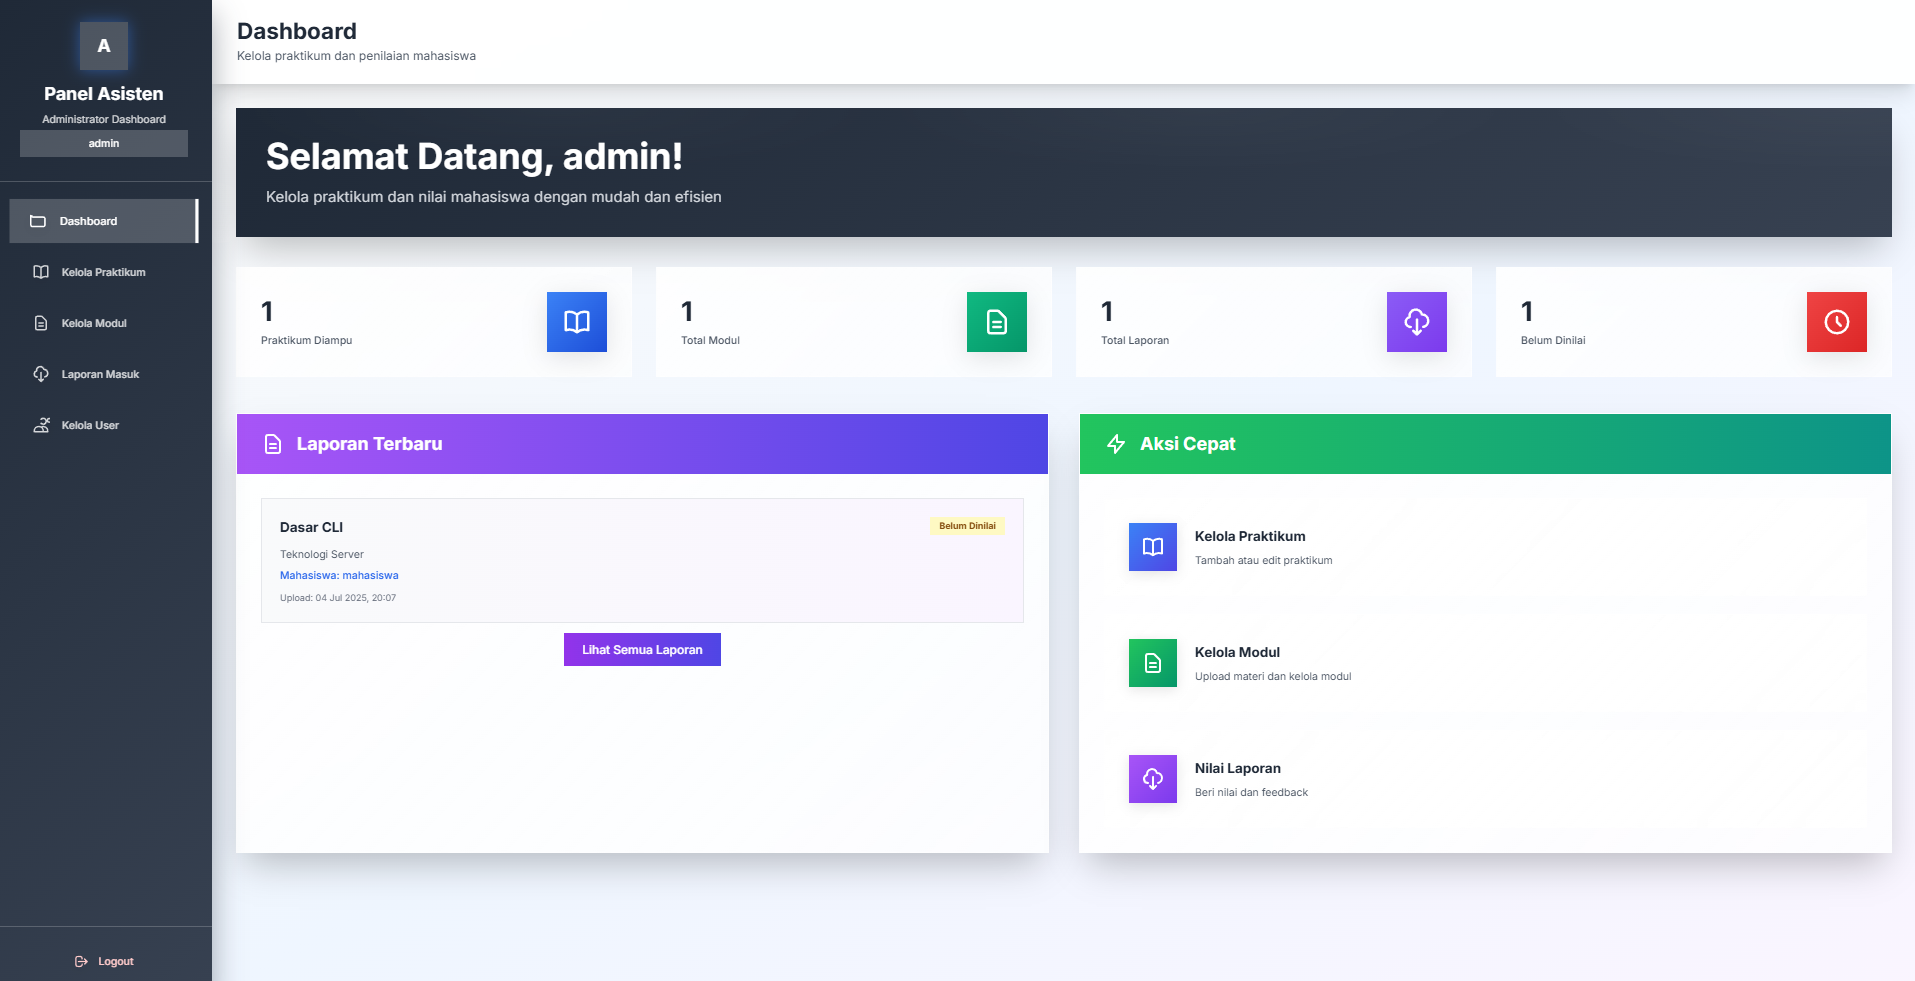 A
Panel Asisten
Administrator Dashboard
admin
Dashboard
Kelola Praktikum
Kelola Modul
Laporan Masuk
Kelola User
Logout
Dashboard
Kelola praktikum dan penilaian mahasiswa
Selamat Datang, admin!
Kelola praktikum dan nilai mahasiswa dengan mudah dan efisien
1
Praktikum Diampu
1
Total Modul
1
Total Laporan
1
Belum Dinilai
Laporan Terbaru
Dasar CLI
Belum Dinilai
Teknologi Server
Mahasiswa: mahasiswa
Upload: 04 Jul 2025, 20:07
Lihat Semua Laporan
Aksi Cepat
Kelola Praktikum
Tambah atau edit praktikum
Kelola Modul
Upload materi dan kelola modul
Nilai Laporan
Beri nilai dan feedback